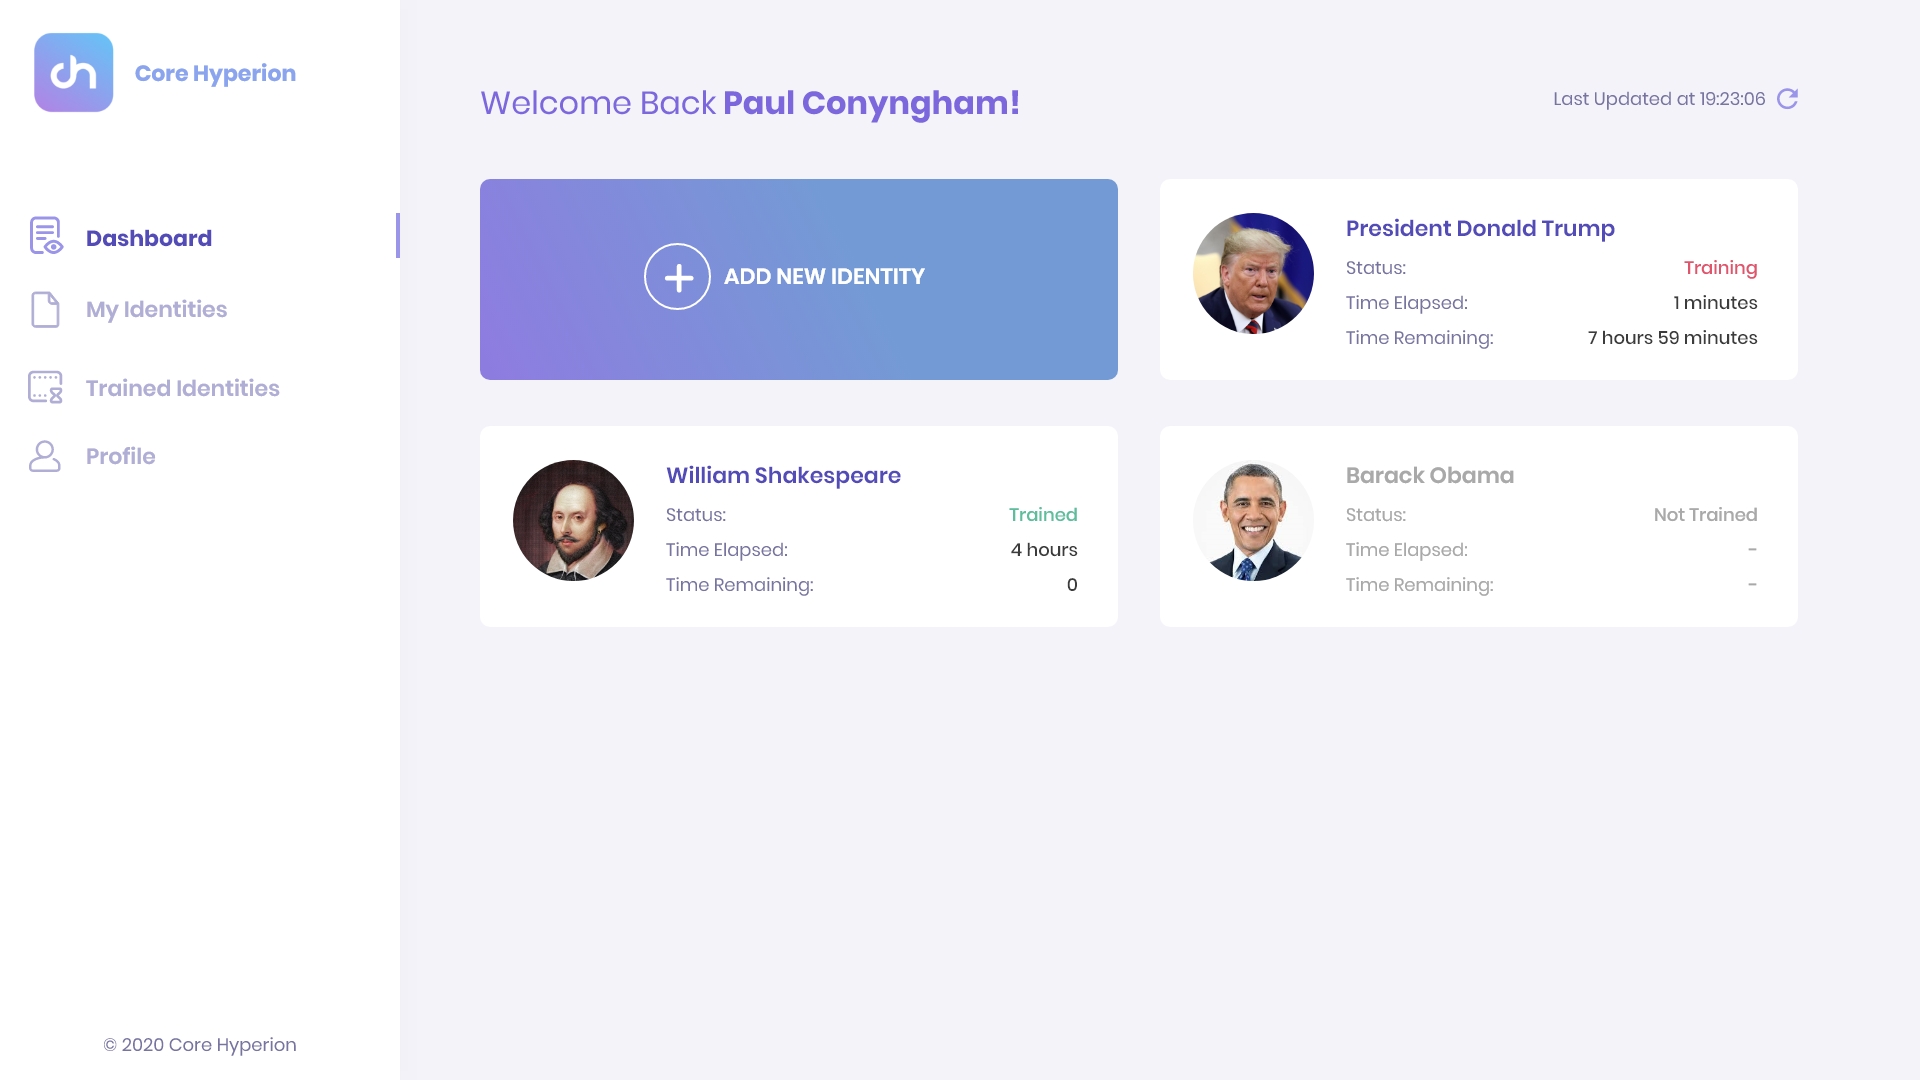 Core Hyperion
Dashboard
My Identities
Trained Identities
Profile
© 2020 Core Hyperion
Welcome Back Paul Conyngham!
Last Updated at 19:23:06
ADD NEW IDENTITY
President Donald Trump
Status: Training
Time Elapsed: 1 minutes
Time Remaining: 7 hours 59 minutes
William Shakespeare
Status: Trained
Time Elapsed: 4 hours
Time Remaining: 0
Barack Obama
Status: Not Trained
Time Elapsed: -
Time Remaining: -